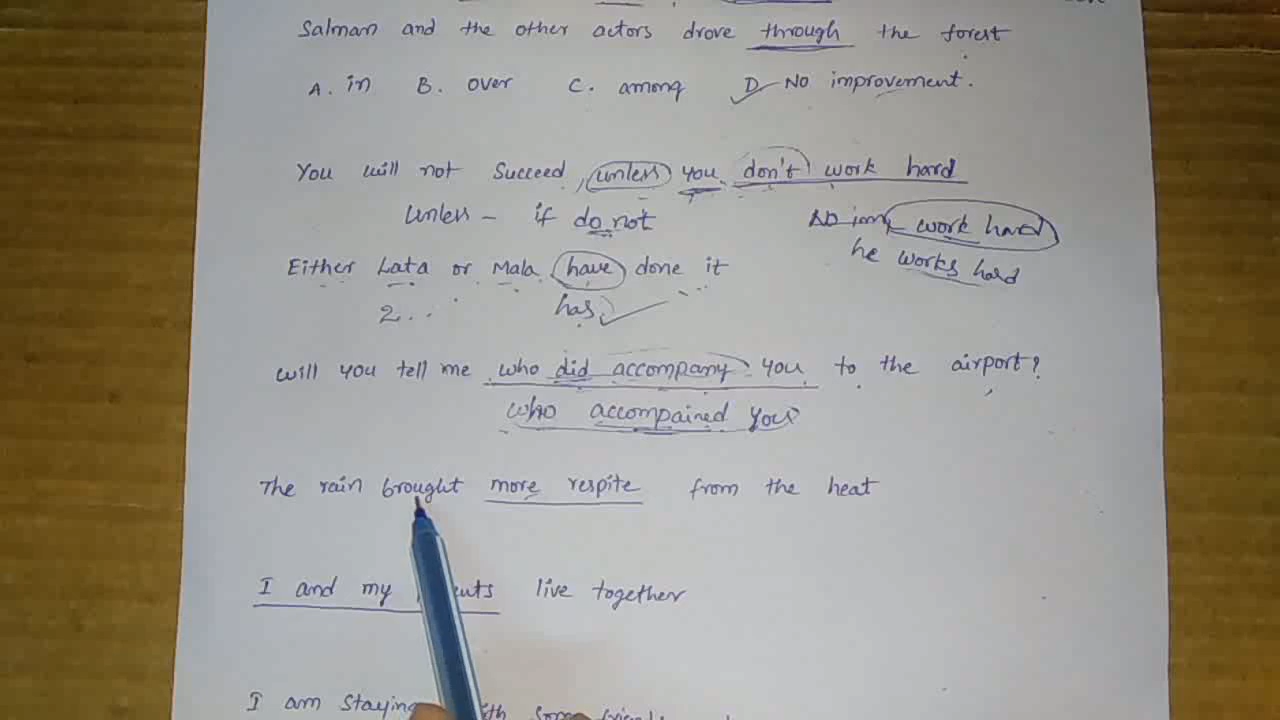 Salman and the other actors drove through the forest
A. in B. over C. among D No improvement.
You will not succeed, unless you don't work hard
unless - if do not
work hard
he works hard
Either Lata or Mala have done it
2..
has
will you tell me who did accompany you to the airport?
who accompained you
The rain brought more respite from the heat
I and my live together
I am staying